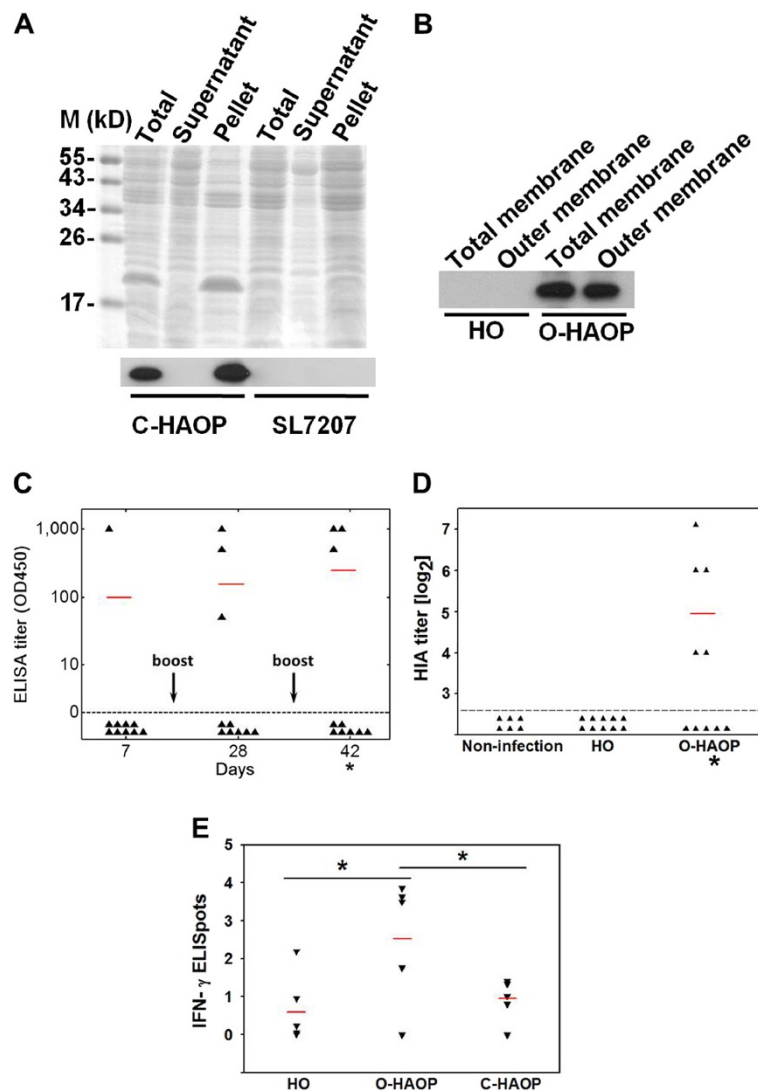 A
M (kD)
Total
Supernatant
Pellet
Total
Supernatant
Pellet
55-
43-
34-
26-
17-
C-HAOP
SL7207
B
Total membrane
Outer membrane
Total membrane
Outer membrane
HO
O-HAOP
C
ELISA titer (OD450)
1,000
100
10
0
boost
boost
7
28
42
Days
*
D
HIA titer [log2]
7
6
5
4
3
Non-infection
HO
O-HAOP
*
E
IFN- γ ELISpots
5
4
3
2
1
0
*
*
HO
O-HAOP
C-HAOP